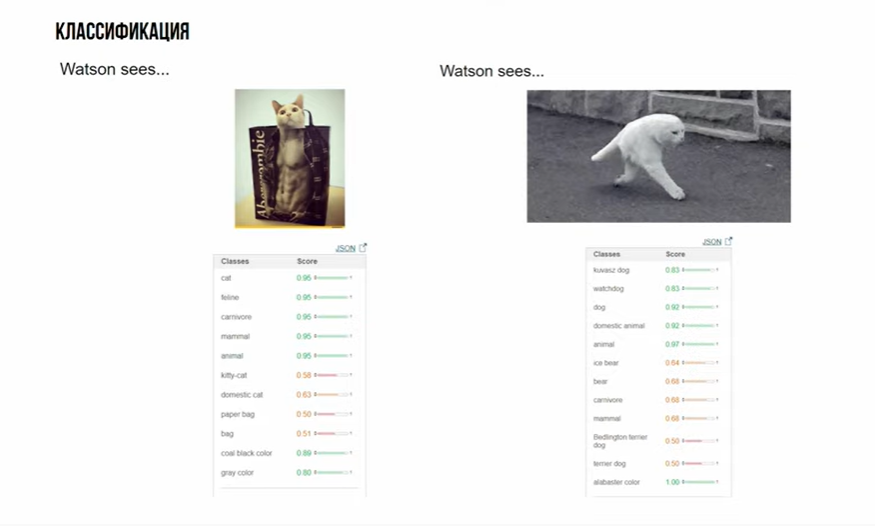 КЛАССИФИКАЦИЯ
Watson sees...
Abercrombie
JSON
Classes Score
cat 0.95
feline 0.95
carnivore 0.95
mammal 0.95
animal 0.95
kitty-cat 0.58
domestic cat 0.63
paper bag 0.50
bag 0.51
coal black color 0.89
gray color 0.80
Watson sees...
JSON
Classes Score
kuvasz dog 0.83
watchdog 0.83
dog 0.92
domestic animal 0.92
animal 0.97
ice bear 0.64
bear 0.68
carnivore 0.68
mammal 0.68
Bedlington terrier
dog 0.50
terrier dog 0.50
alabaster color 1.00